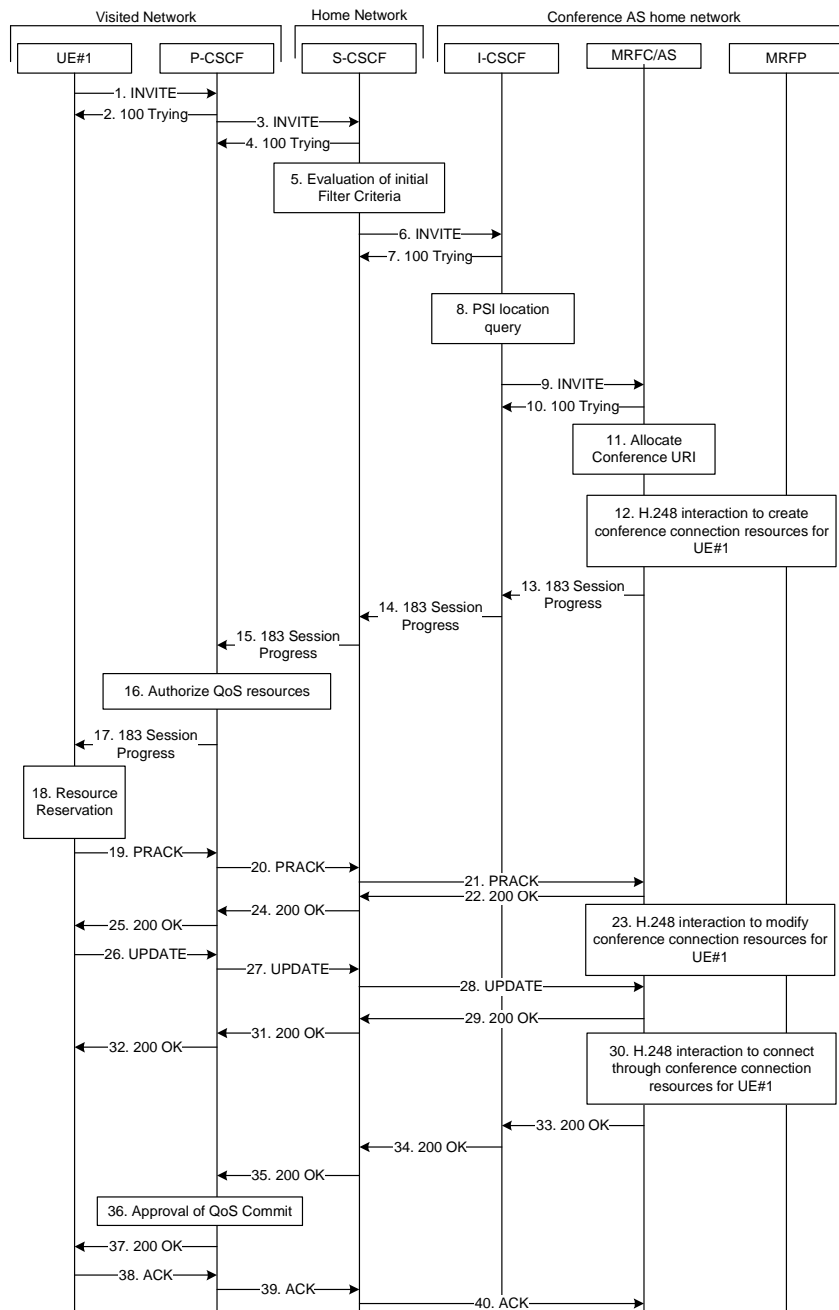 Visited Network
Home Network
Conference AS home network
UE#1
P-CSCF
S-CSCF
I-CSCF
MRFC/AS
MRFP
1. INVITE
2. 100 Trying
3. INVITE
4. 100 Trying
5. Evaluation of initial
Filter Criteria
6. INVITE
7. 100 Trying
8. PSI location
query
9. INVITE
10. 100 Trying
11. Allocate
Conference URI
12. H.248 interaction to create
conference connection resources for
UE#1
13. 183 Session
Progress
14. 183 Session
Progress
15. 183 Session
Progress
16. Authorize QoS resources
17. 183 Session
Progress
18. Resource
Reservation
19. PRACK
20. PRACK
21. PRACK
22. 200 OK
23. H.248 interaction to modify
conference connection resources for
UE#1
24. 200 OK
25. 200 OK
26. UPDATE
27. UPDATE
28. UPDATE
29. 200 OK
30. H.248 interaction to connect
through conference connection
resources for UE#1
31. 200 OK
32. 200 OK
33. 200 OK
34. 200 OK
35. 200 OK
36. Approval of QoS Commit
37. 200 OK
38. ACK
39. ACK
40. ACK